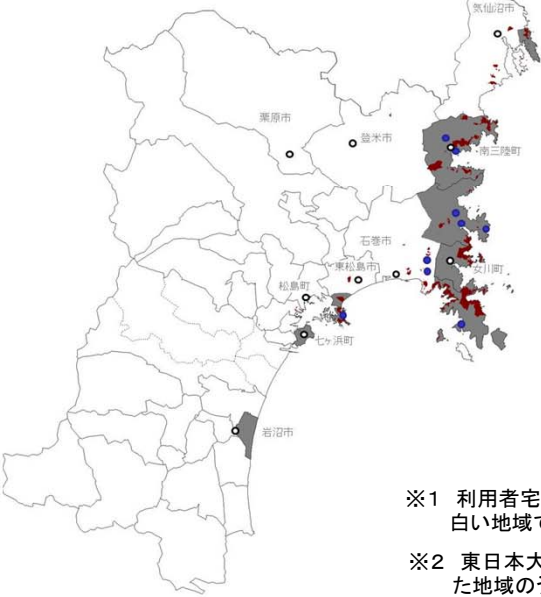 気仙沼市
栗原市
登米市
南三陸町
石巻市
東松島市
女川町
松島町
七ヶ浜町
岩沼市
※1 利用者宅
白い地域で
※2 東日本大
た地域の